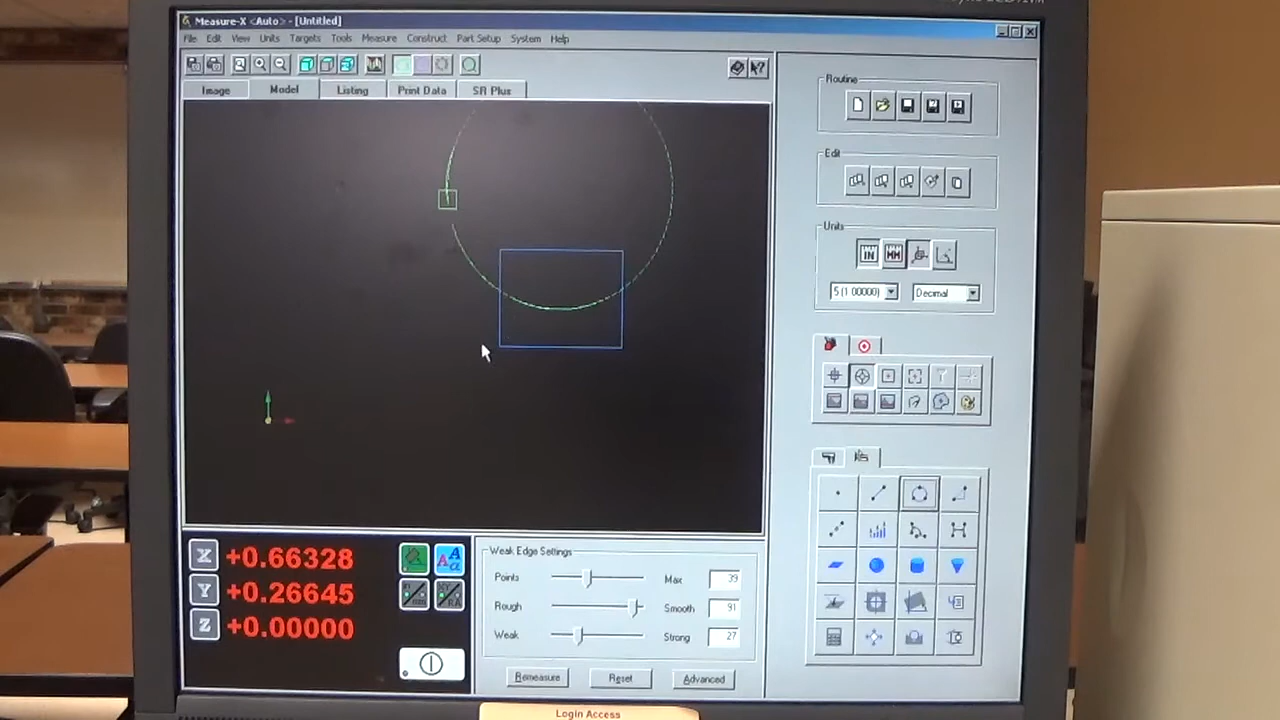 Measure-X <Auto> - [Untitled]
File Edit View Units Targets Tools Measure Construct Part Setup System Help
Image Model Listing Print Data SR Plus
Routine
Edit
Units
IN MM
5 (1.00000) Decimal
X +0.66328
Y +0.26645
Z +0.00000
Weak Edge Settings
Points Max 39
Rough Smooth 91
Weak Strong 27
Remeasure Reset Advanced
Login Access